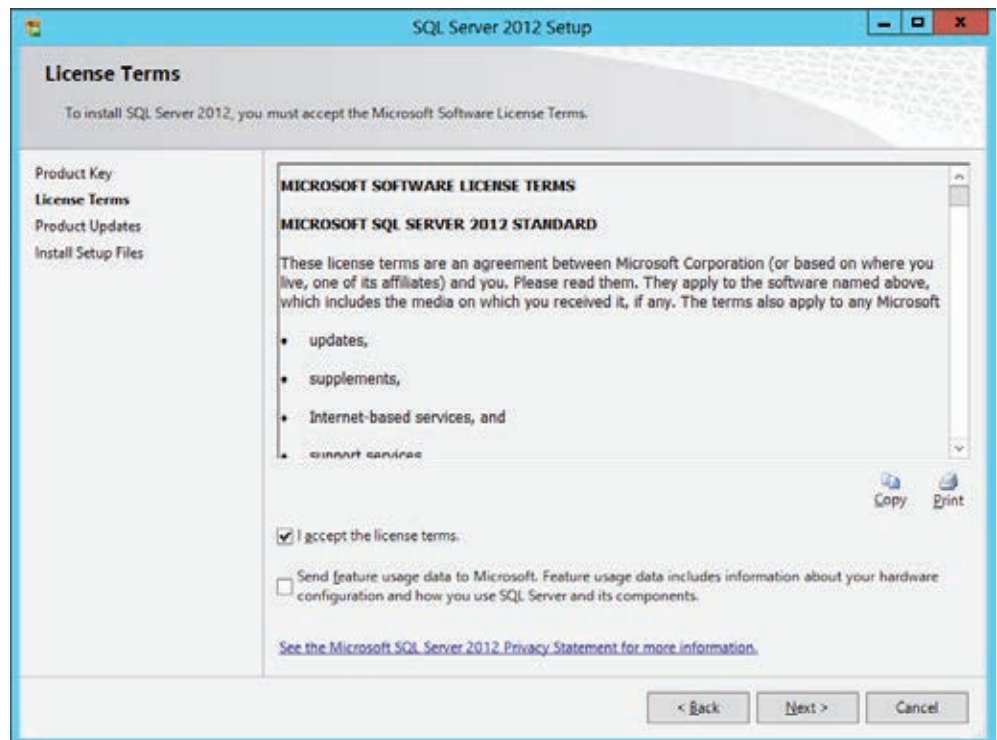 SQL Server 2012 Setup
License Terms
To install SQL Server 2012, you must accept the Microsoft Software License Terms.
Product Key
License Terms
Product Updates
Install Setup Files
MICROSOFT SOFTWARE LICENSE TERMS
MICROSOFT SQL SERVER 2012 STANDARD
These license terms are an agreement between Microsoft Corporation (or based on where you
live, one of its affiliates) and you. Please read them. They apply to the software named above,
which includes the media on which you received it, if any. The terms also apply to any Microsoft
• updates,
• supplements,
• Internet-based services, and
• support services
Copy Print
I accept the license terms.
Send feature usage data to Microsoft. Feature usage data includes information about your hardware
configuration and how you use SQL Server and its components.
See the Microsoft SQL Server 2012 Privacy Statement for more information.
< Back Next > Cancel